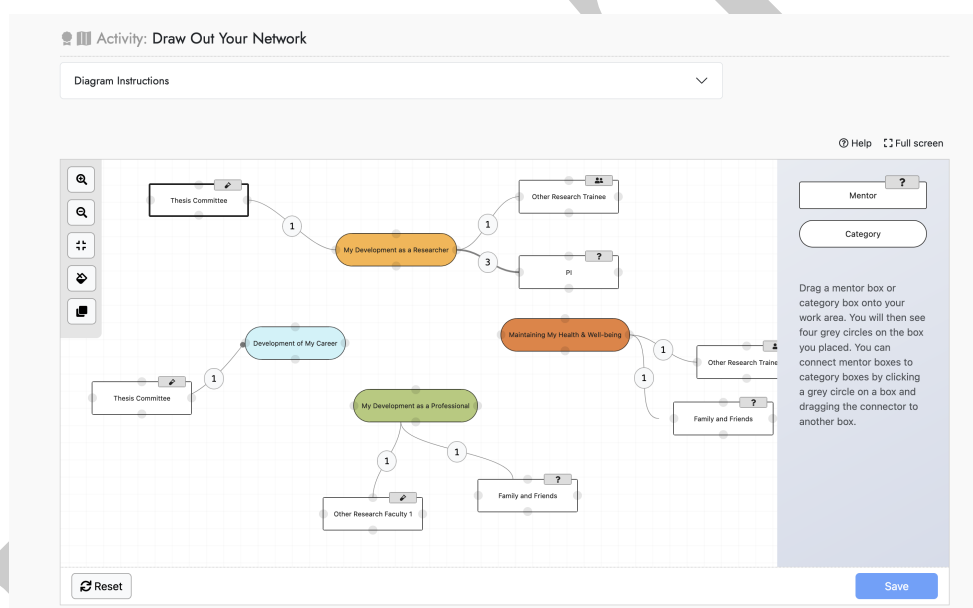 Activity: Draw Out Your Network
Diagram Instructions
? Help
Full screen
Thesis Committee
1
My Development as a Researcher
1
Other Research Trainee
3
?
PI
Development of My Career
1
Thesis Committee
Maintaining My Health & Well-being
1
Other Research Traine
1
?
Family and Friends
My Development as a Professional
1
1
Other Research Faculty 1
?
Family and Friends
?
Mentor
Category
Drag a mentor box or
category box onto your
work area. You will then see
four grey circles on the box
you placed. You can
connect mentor boxes to
category boxes by clicking
a grey circle on a box and
dragging the connector to
another box.
Reset
Save